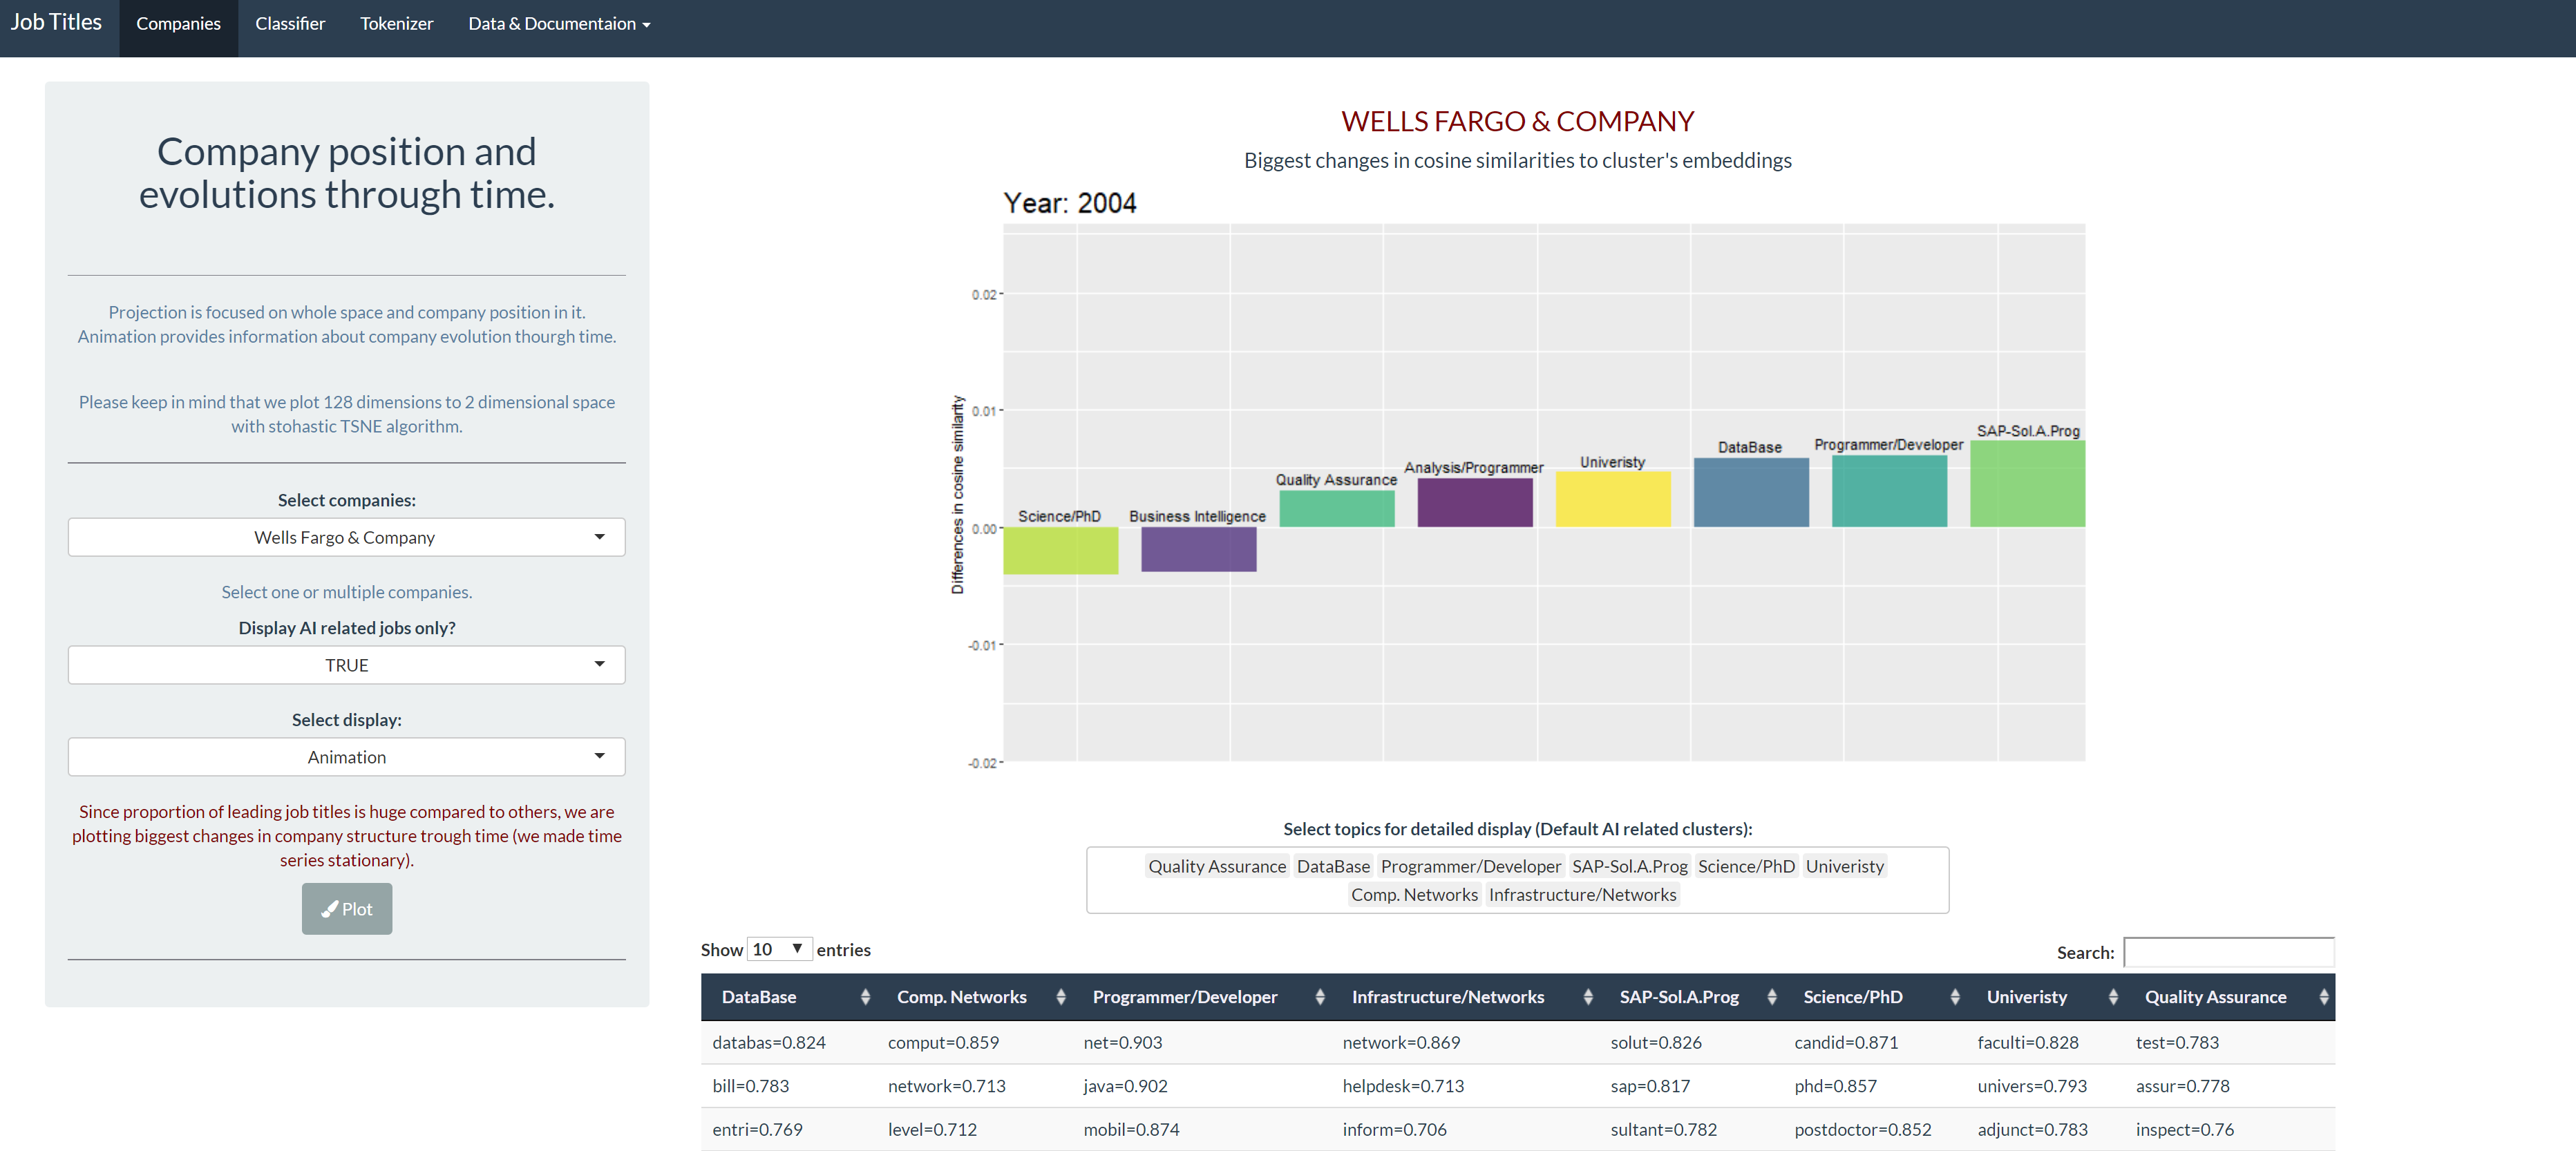 Job Titles Companies Classifier Tokenizer Data & Documentaion
Company position and
evolutions through time.
Projection is focused on whole space and company position in it.
Animation provides information about company evolution thourgh time.
Please keep in mind that we plot 128 dimensions to 2 dimensional space
with stohastic TSNE algorithm.
Select companies:
Wells Fargo & Company
Select one or multiple companies.
Display AI related jobs only?
TRUE
Select display:
Animation
Since proportion of leading job titles is huge compared to others, we are
plotting biggest changes in company structure trough time (we made time
series stationary).
Plot
WELLS FARGO & COMPANY
Biggest changes in cosine similarities to cluster's embeddings
Year: 2004
Differences in cosine similarity
0.02
0.01
0.00
-0.01
-0.02
Science/PhD
Business Intelligence
Quality Assurance
Analysis/Programmer
Univeristy
DataBase
Programmer/Developer
SAP-Sol.A.Prog
Select topics for detailed display (Default AI related clusters):
Quality Assurance DataBase Programmer/Developer SAP-Sol.A.Prog Science/PhD Univeristy
Comp. Networks Infrastructure/Networks
Show 10 entries
Search:
DataBase Comp. Networks Programmer/Developer Infrastructure/Networks SAP-Sol.A.Prog Science/PhD Univeristy Quality Assurance
databas=0.824 comput=0.859 net=0.903 network=0.869 solut=0.826 candid=0.871 faculti=0.828 test=0.783
bill=0.783 network=0.713 java=0.902 helpdesk=0.713 sap=0.817 phd=0.857 univers=0.793 assur=0.778
entri=0.769 level=0.712 mobil=0.874 inform=0.706 sultant=0.782 postdoctor=0.852 adjunct=0.783 inspect=0.76